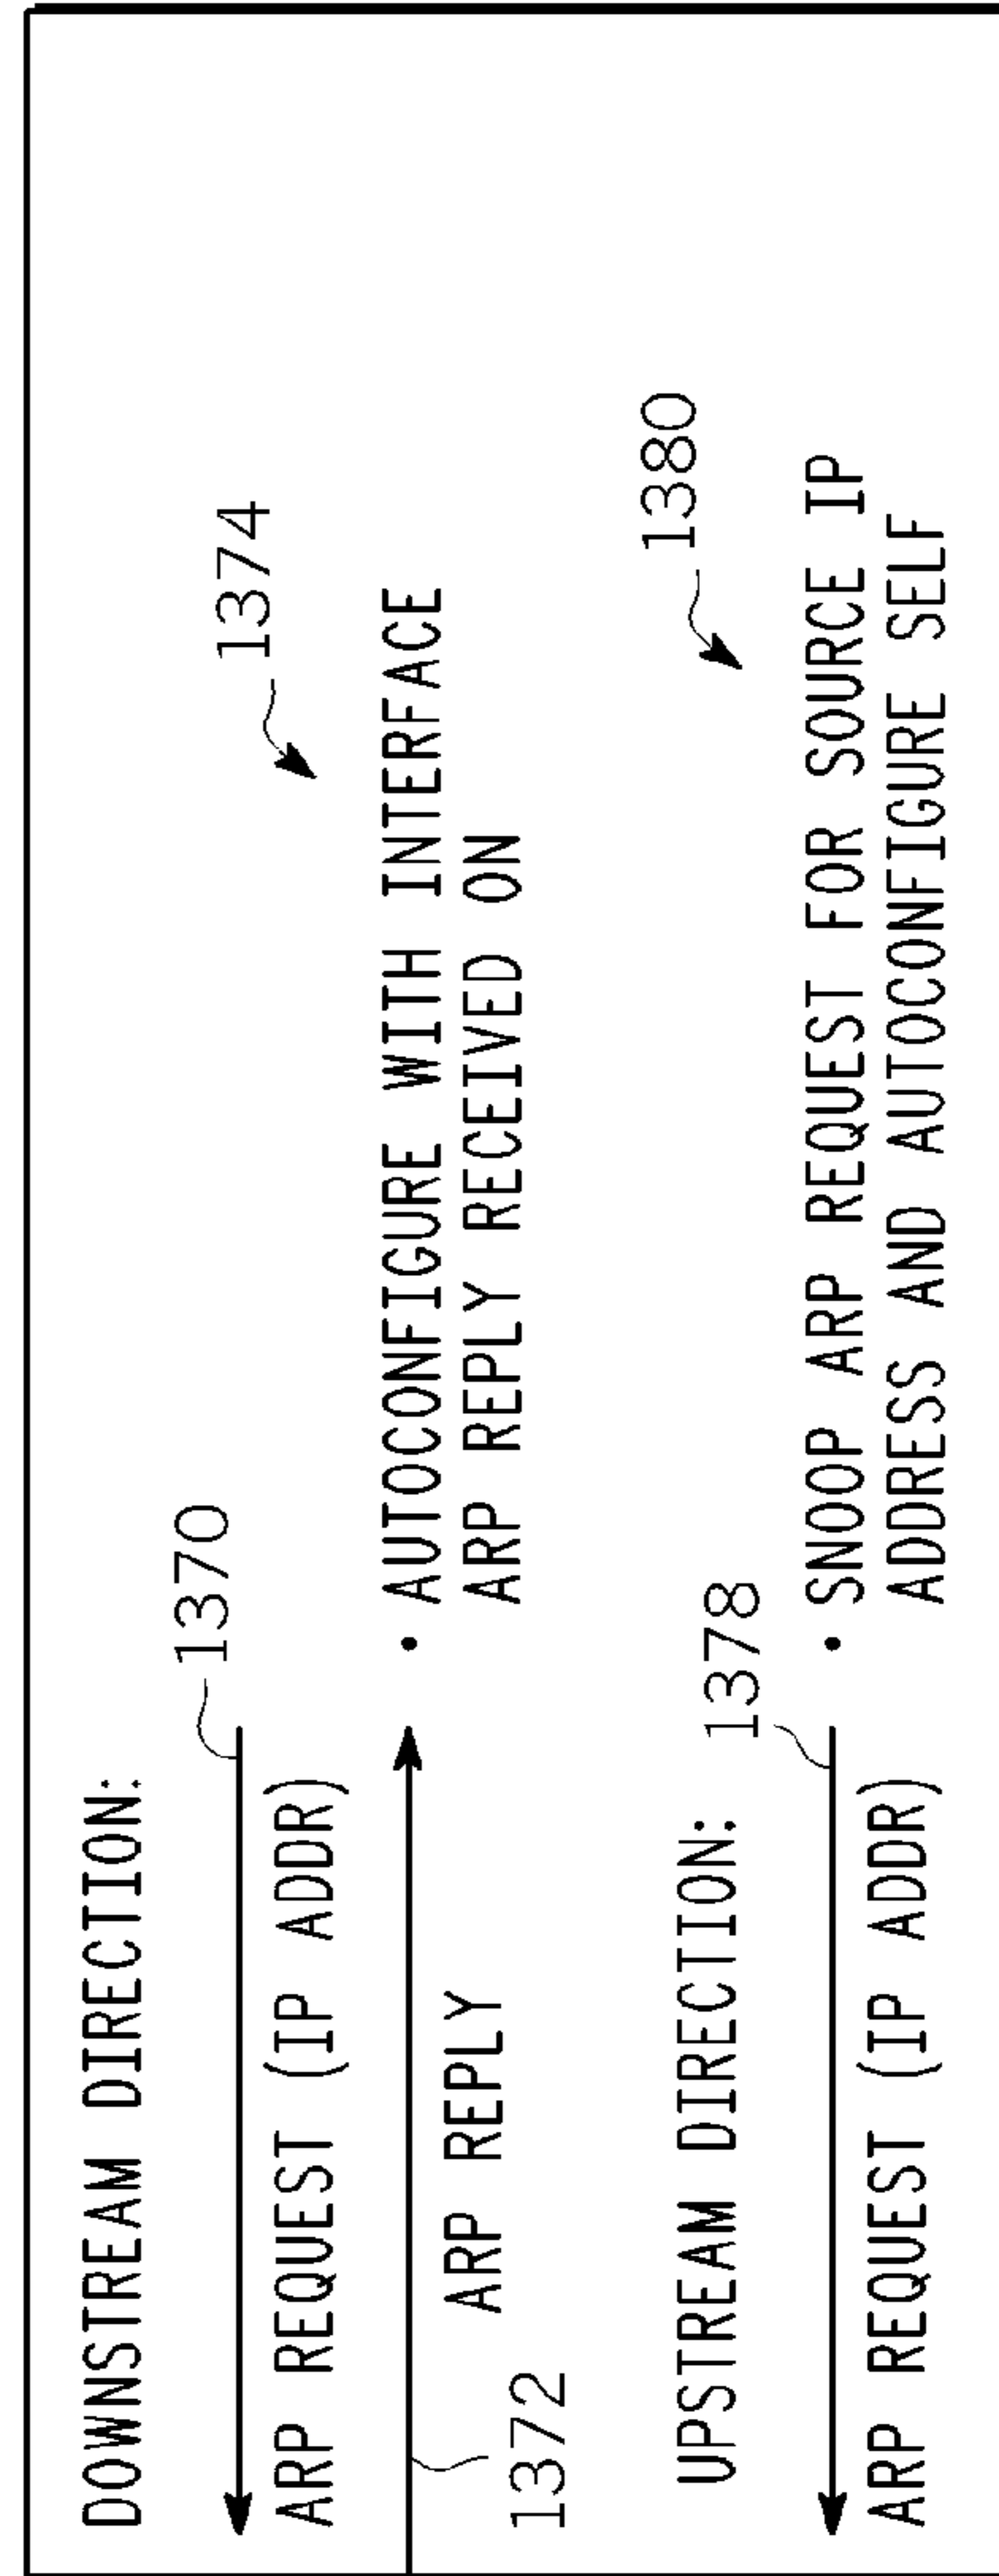 DOWNSTREAM DIRECTION:
1370
1374
ARP REQUEST (IP ADDR)
• AUTOCONFIGURE WITH INTERFACE
ARP REPLY RECEIVED ON
ARP REPLY
1372
UPSTREAM DIRECTION:
1378
1380
• SNOOP ARP REQUEST FOR SOURCE IP
ADDRESS AND AUTOCONFIGURE SELF
ARP REQUEST (IP ADDR)